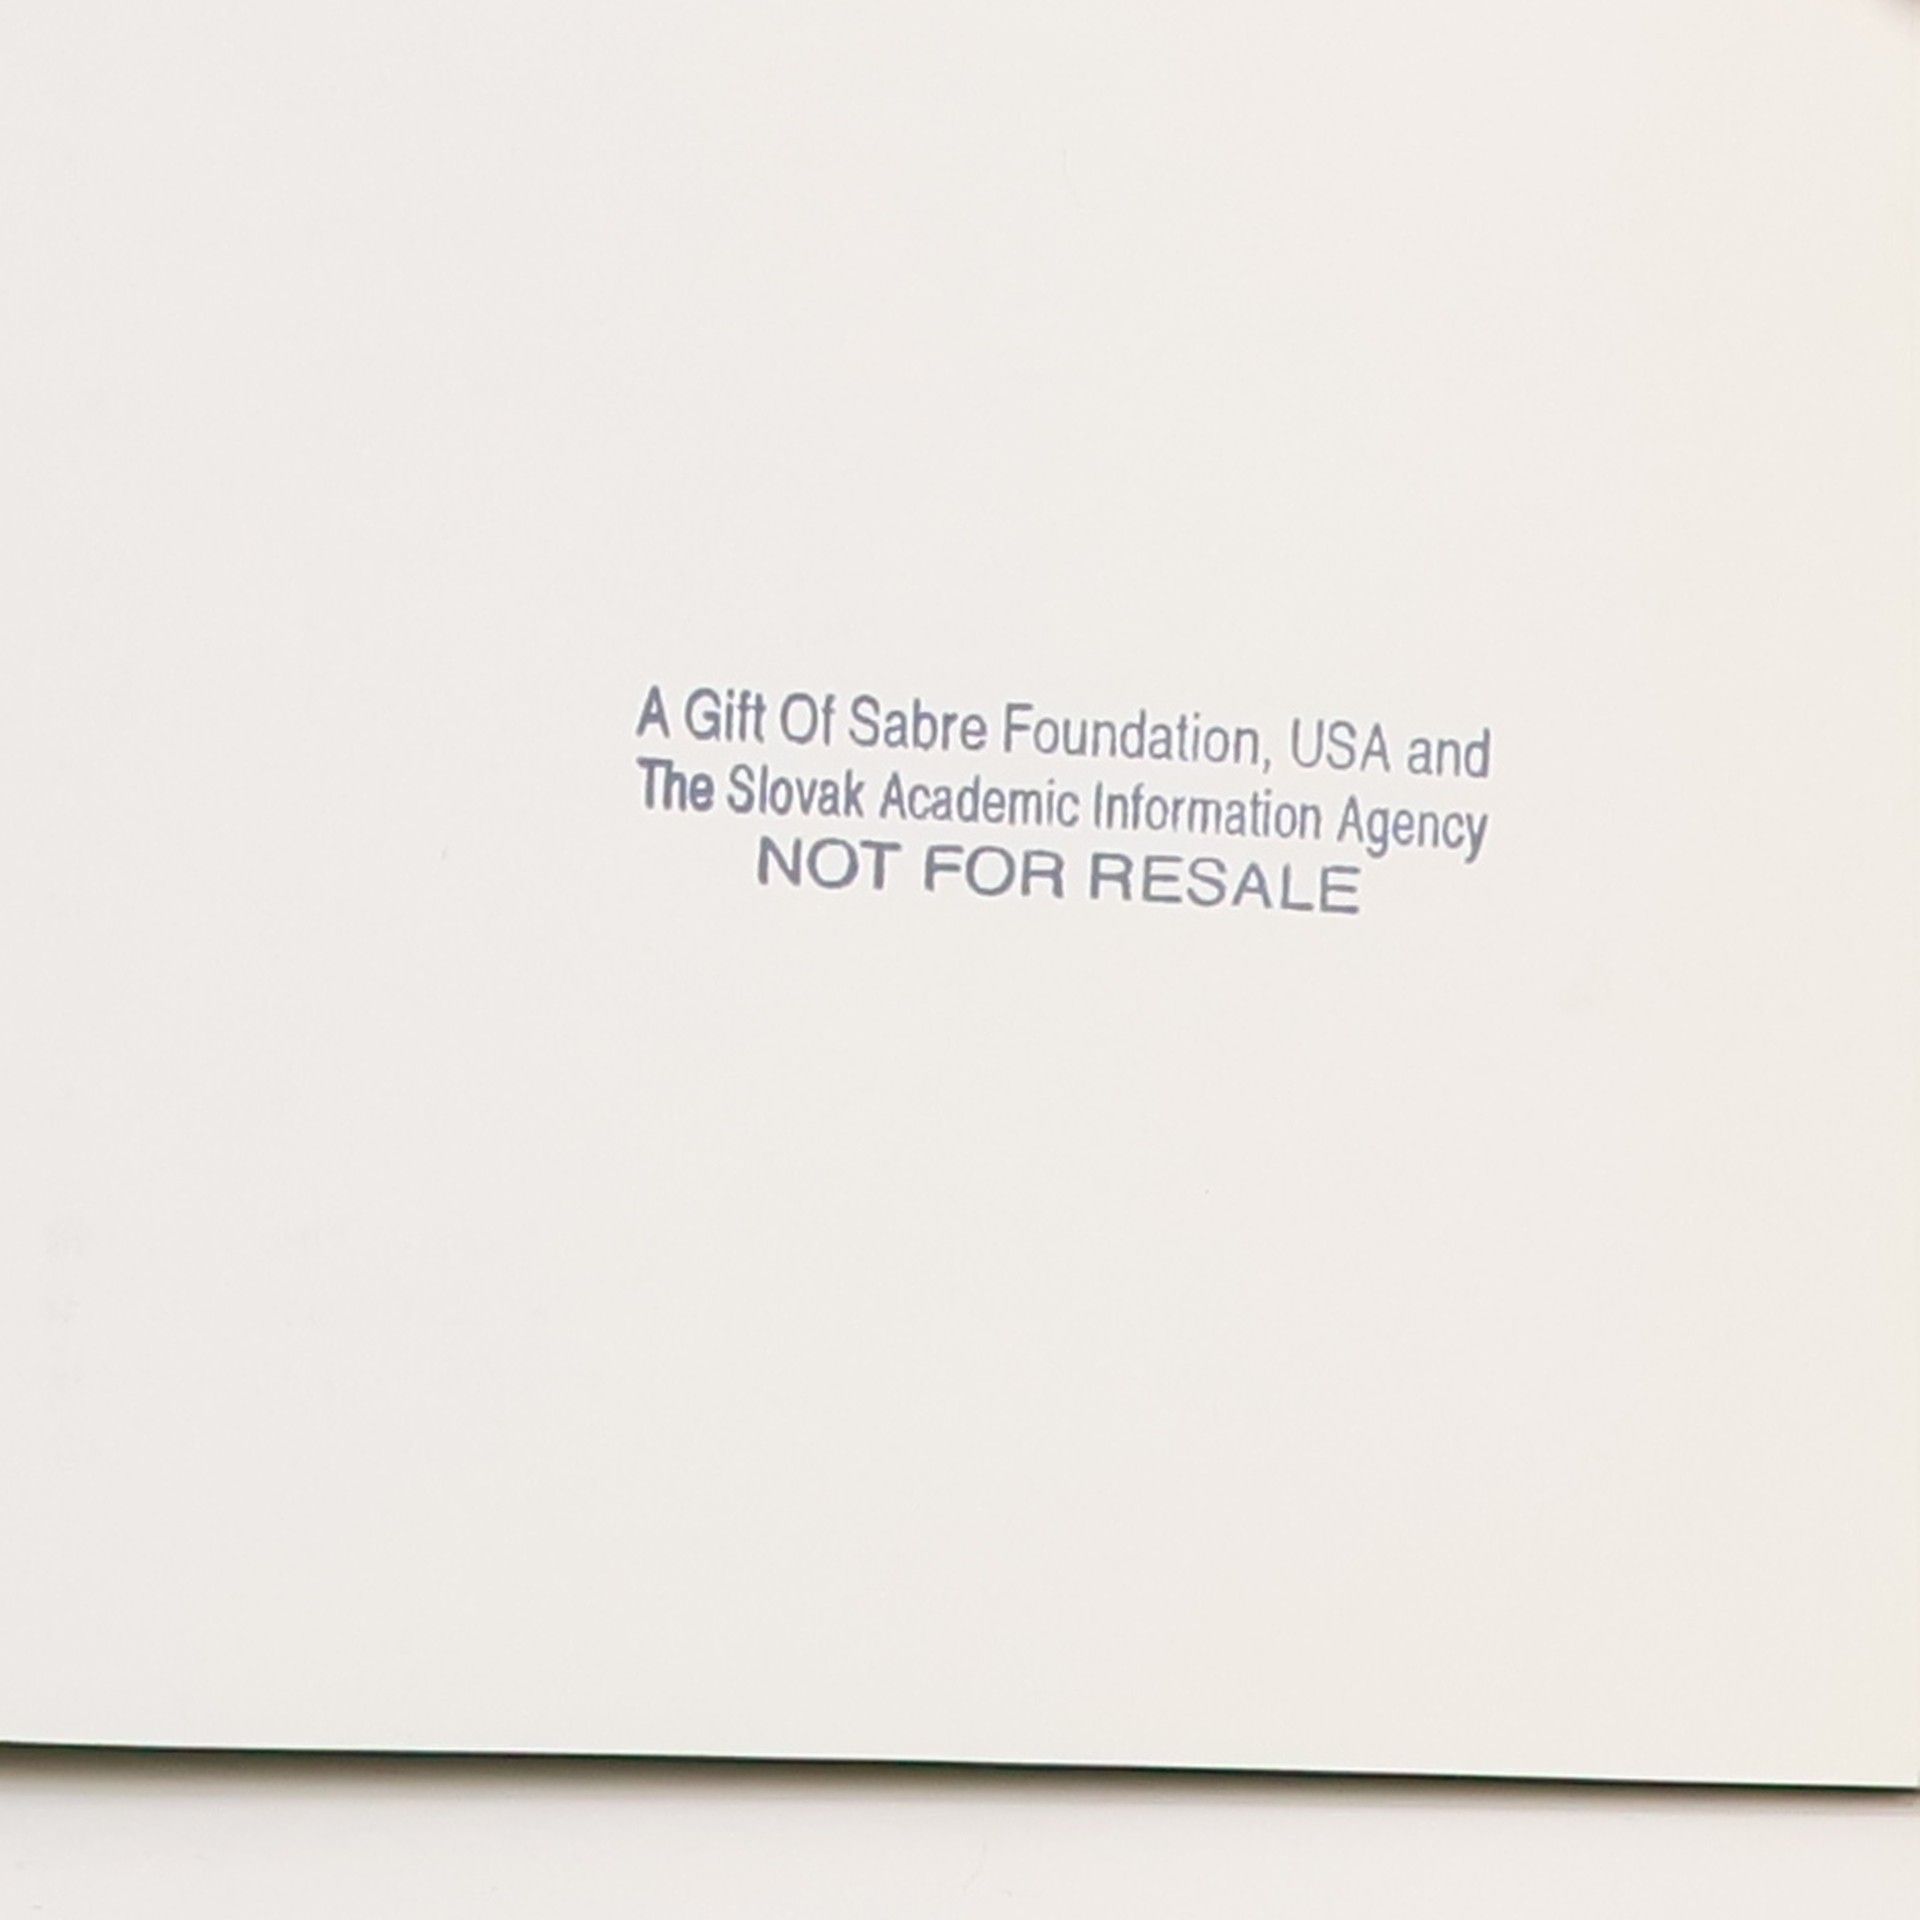 A Gift Of Sabre Foundation, USA and
The Slovak Academic Information Agency
NOT FOR RESALE